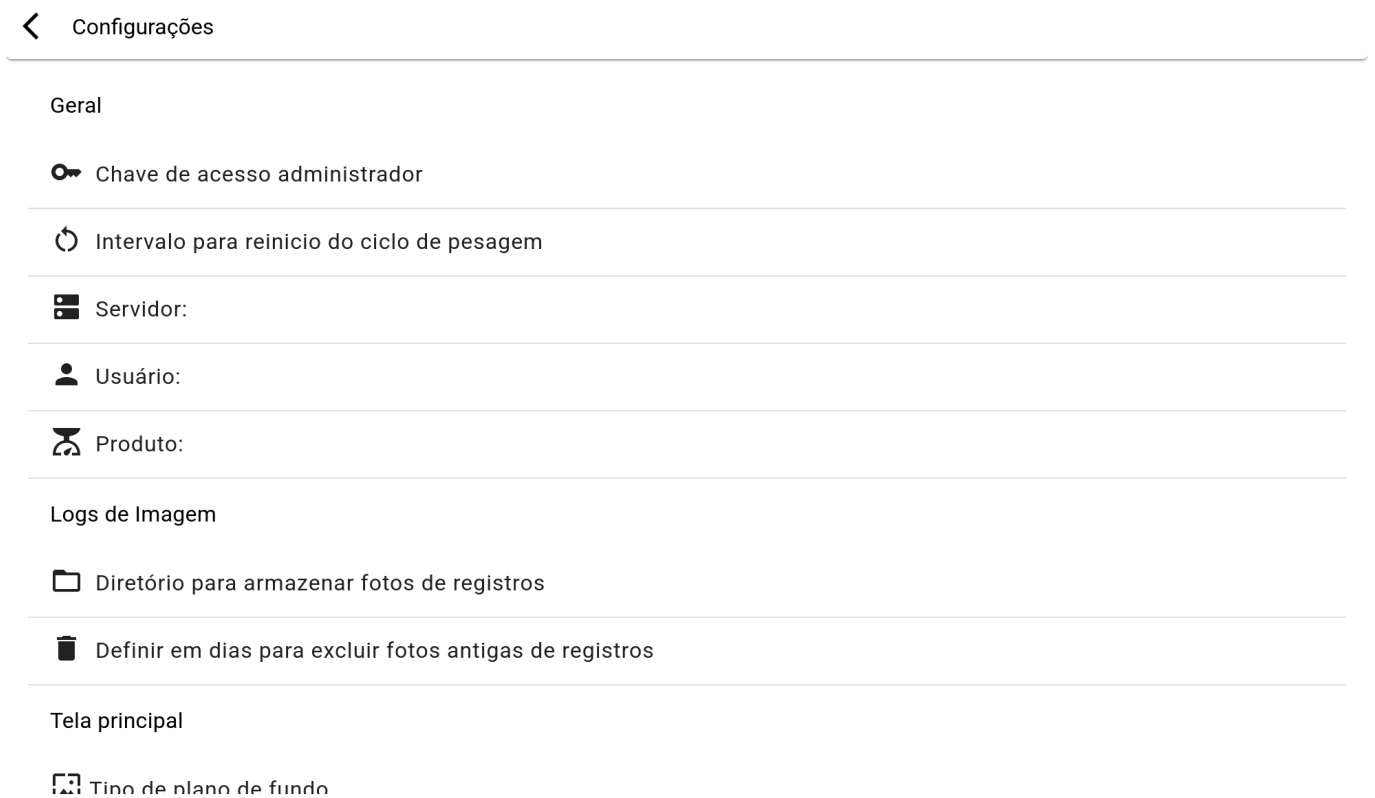 Configurações
Geral
Chave de acesso administrador
Intervalo para reinicio do ciclo de pesagem
Servidor:
Usuário:
Produto:
Logs de Imagem
Diretório para armazenar fotos de registros
Definir em dias para excluir fotos antigas de registros
Tela principal
Tipo de plano de fundo